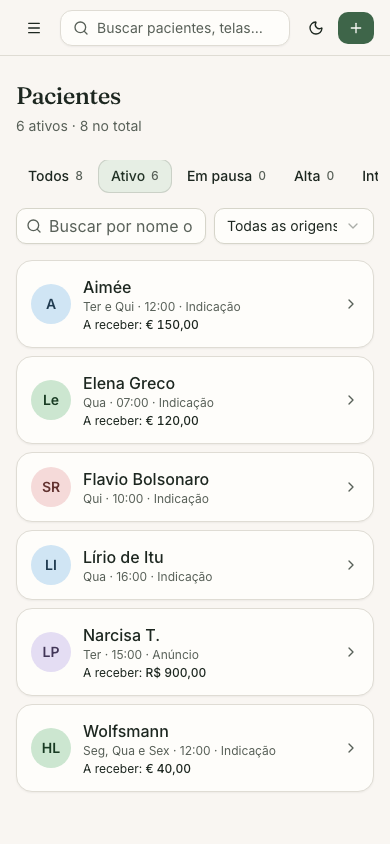 Buscar pacientes, telas...
Pacientes
6 ativos · 8 no total
Todos 8 Ativo 6 Em pausa 0 Alta 0 Int
Buscar por nome o Todas as origens
A Aimée
Ter e Qui · 12:00 · Indicação
A receber: € 150,00
Le Elena Greco
Qua · 07:00 · Indicação
A receber: € 120,00
SR Flavio Bolsonaro
Qui · 10:00 · Indicação
LI Lírio de Itu
Qua · 16:00 · Indicação
LP Narcisa T.
Ter · 15:00 · Anúncio
A receber: R$ 900,00
HL Wolfsmann
Seg, Qua e Sex · 12:00 · Indicação
A receber: € 40,00